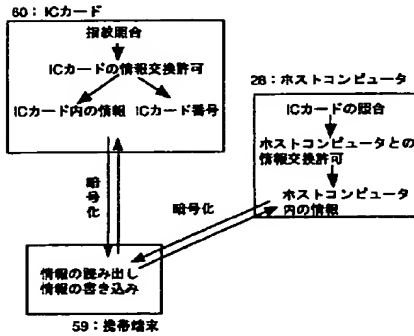 60：ICカード
指紋照合
ICカードの情報交換許可
ICカード内の情報 ICカード番号
28：ホストコンピュータ
ICカードの照合
ホストコンピュータとの
情報交換許可
ホストコンピュータ
内の情報
暗号化
暗号化
情報の読み出し
情報の書き込み
59：携帯端末